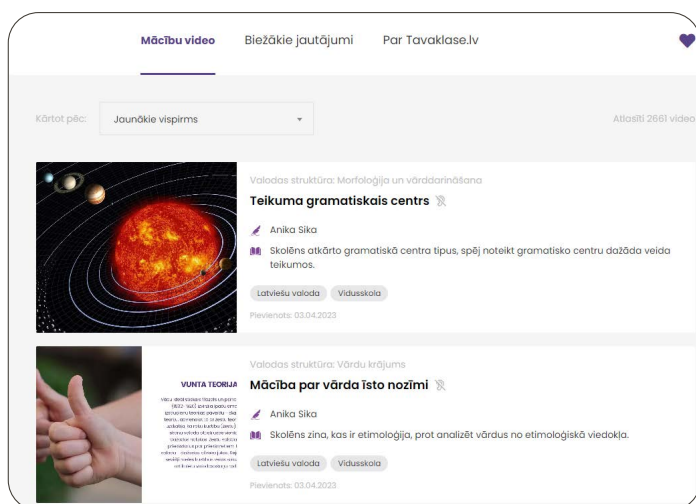 Mācību video Biežākie jautājumi Par Tavaklase.lv
Kārtot pēc: Jaunākie vispirms Atlasīti 2661 video
Valodas struktūra: Morfoloģija un vārddarināšana
Teikuma gramatiskais centrs
Anika Sika
Skolēns atkārto gramatiskā centra tipus, spēj noteikt gramatisko centru dažāda veida
teikumos.
Latviešu valoda Vidusskola
Pievienots: 03.04.2023
Valodas struktūra: Vārdu krājums
VUNTA TEORIJA
Mācība par vārda īsto nozīmi
Anika Sika
Skolēns zina, kas ir etimoloģija, prot analizēt vārdus no etimoloģiskā viedokļa.
Latviešu valoda Vidusskola
Pievienots: 03.04.2023